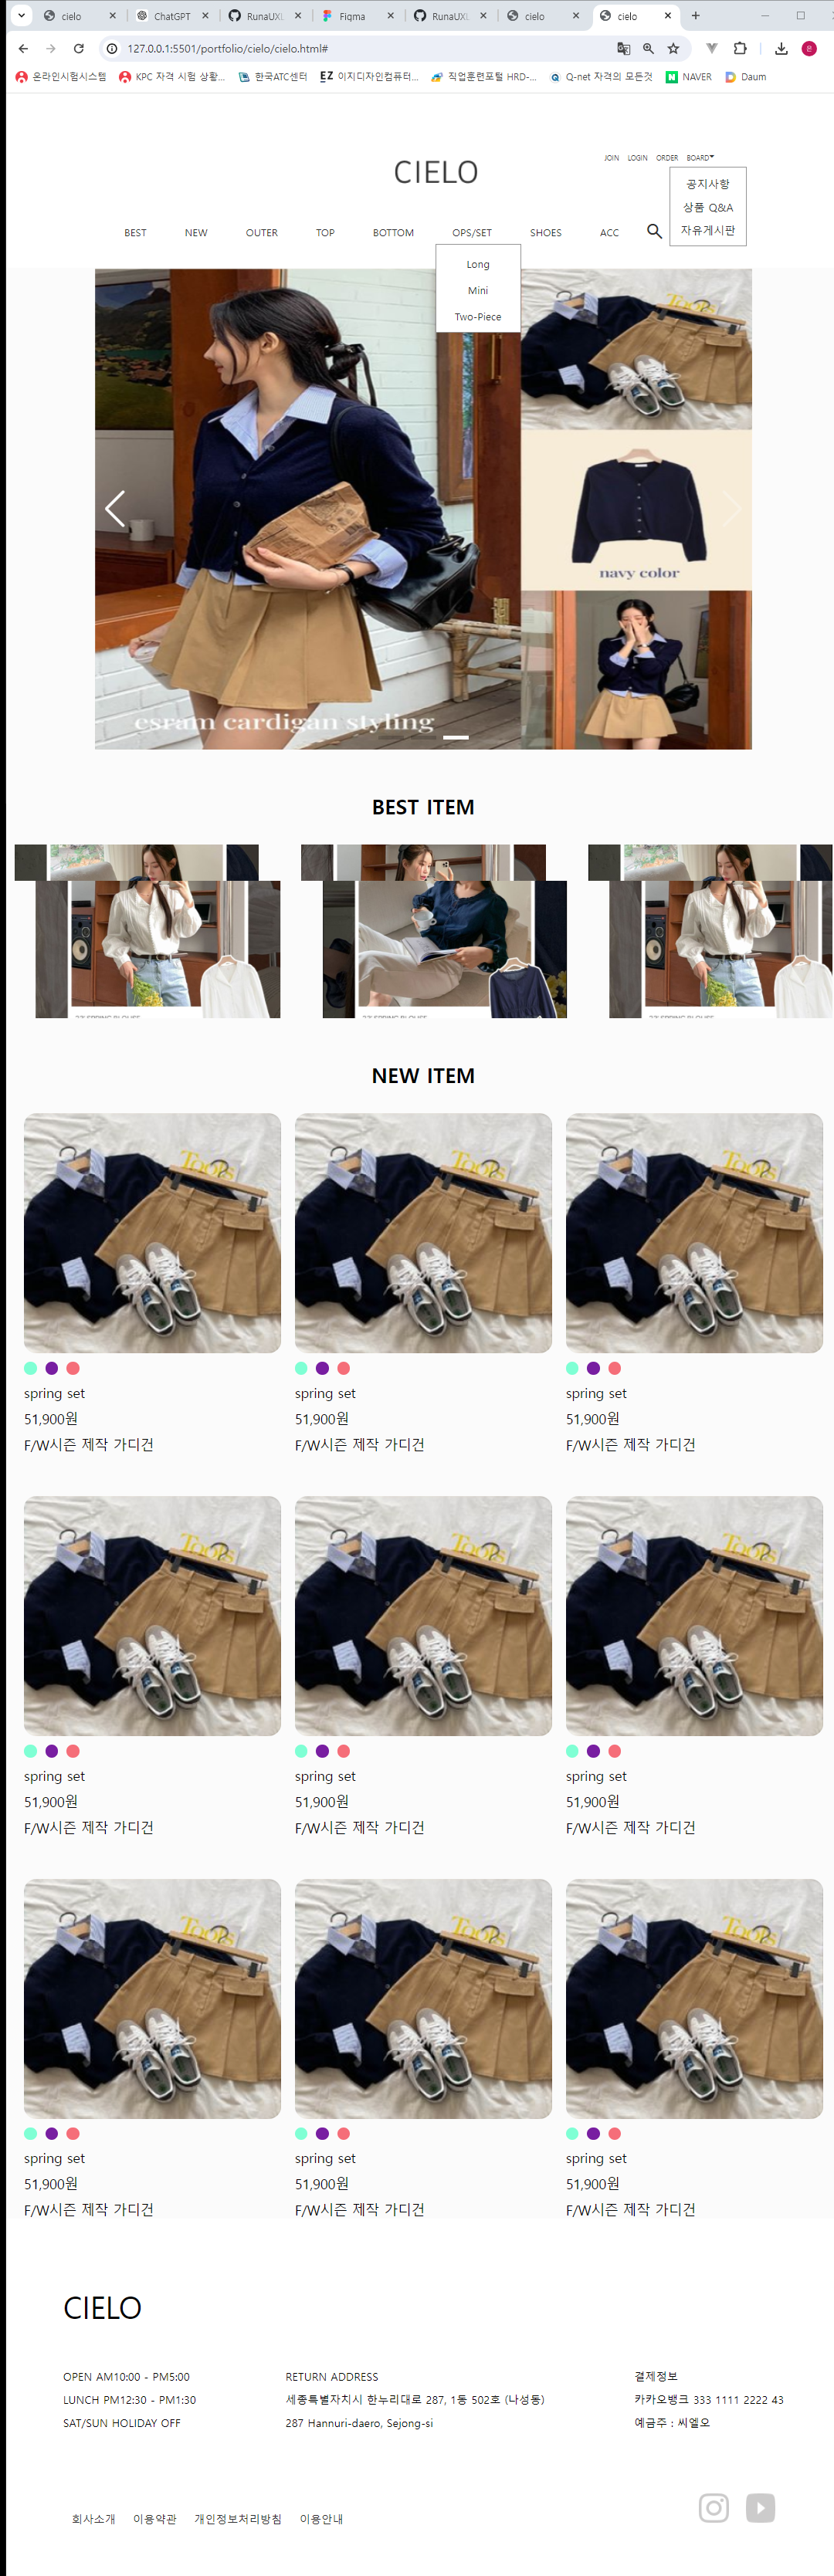 cielo
ChatGPT
RunaUX
Figma
RunaUX
cielo
cielo
127.0.0.1:5501/portfolio/cielo/cielo.html#
온라인시험시스템
KPC 자격 시험 상황...
한국ATC센터
이지디자인컴퓨터...
직업훈련포털 HRD-...
Q-net 자격의 모든것
NAVER
Daum
JOIN LOGIN ORDER BOARD
CIELO
공지사항
상품 Q&A
자유게시판
BEST NEW OUTER TOP BOTTOM OPS/SET SHOES ACC
Long
Mini
Two-Piece
navy color
esram cardigan styling
BEST ITEM
NEW ITEM
Tools
Tools
Tools
spring set
51,900원
F/W시즌 제작 가디건
spring set
51,900원
F/W시즌 제작 가디건
spring set
51,900원
F/W시즌 제작 가디건
Tools
Tools
Tools
spring set
51,900원
F/W시즌 제작 가디건
spring set
51,900원
F/W시즌 제작 가디건
spring set
51,900원
F/W시즌 제작 가디건
Tools
Tools
Tools
spring set
51,900원
F/W시즌 제작 가디건
spring set
51,900원
F/W시즌 제작 가디건
spring set
51,900원
F/W시즌 제작 가디건
CIELO
OPEN AM10:00 - PM5:00
LUNCH PM12:30 - PM1:30
SAT/SUN HOLIDAY OFF
RETURN ADDRESS
세종특별자치시 한누리대로 287, 1동 502호 (나성동)
287 Hannuri-daero, Sejong-si
결제정보
카카오뱅크 333 1111 2222 43
예금주 : 씨엘오
회사소개 이용약관 개인정보처리방침 이용안내